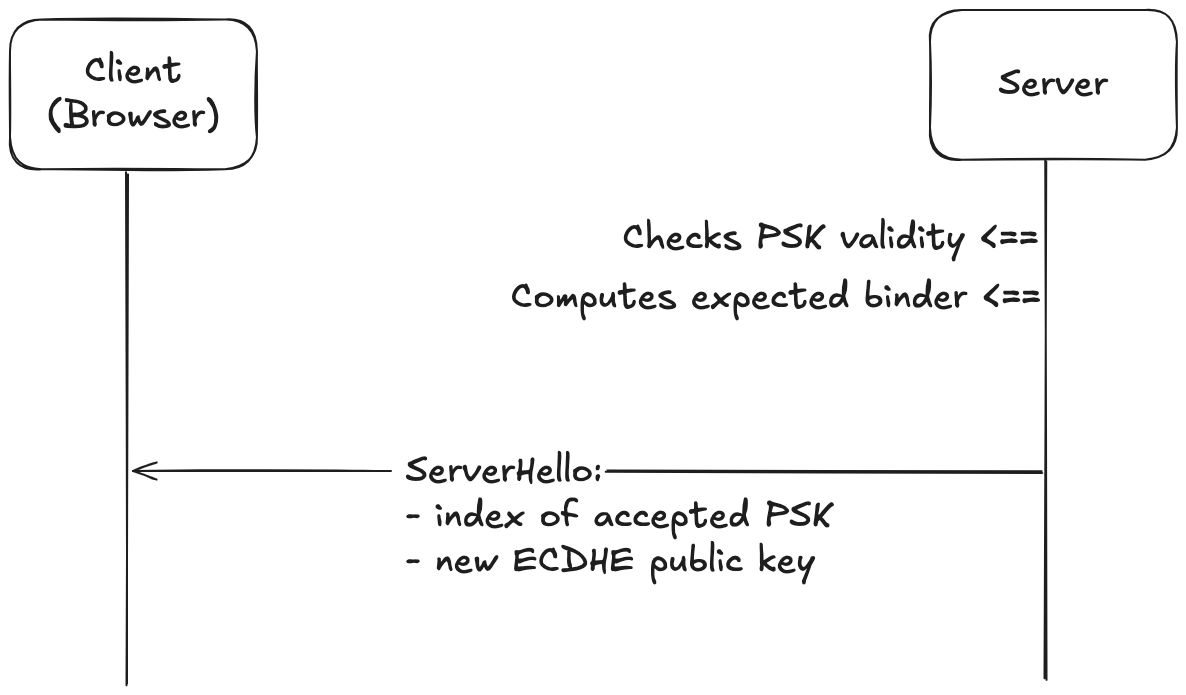 Client
(Browser)
Server
Checks PSK validity <==
Computes expected binder <==
ServerHello:
- index of accepted PSK
- new ECDHE public key